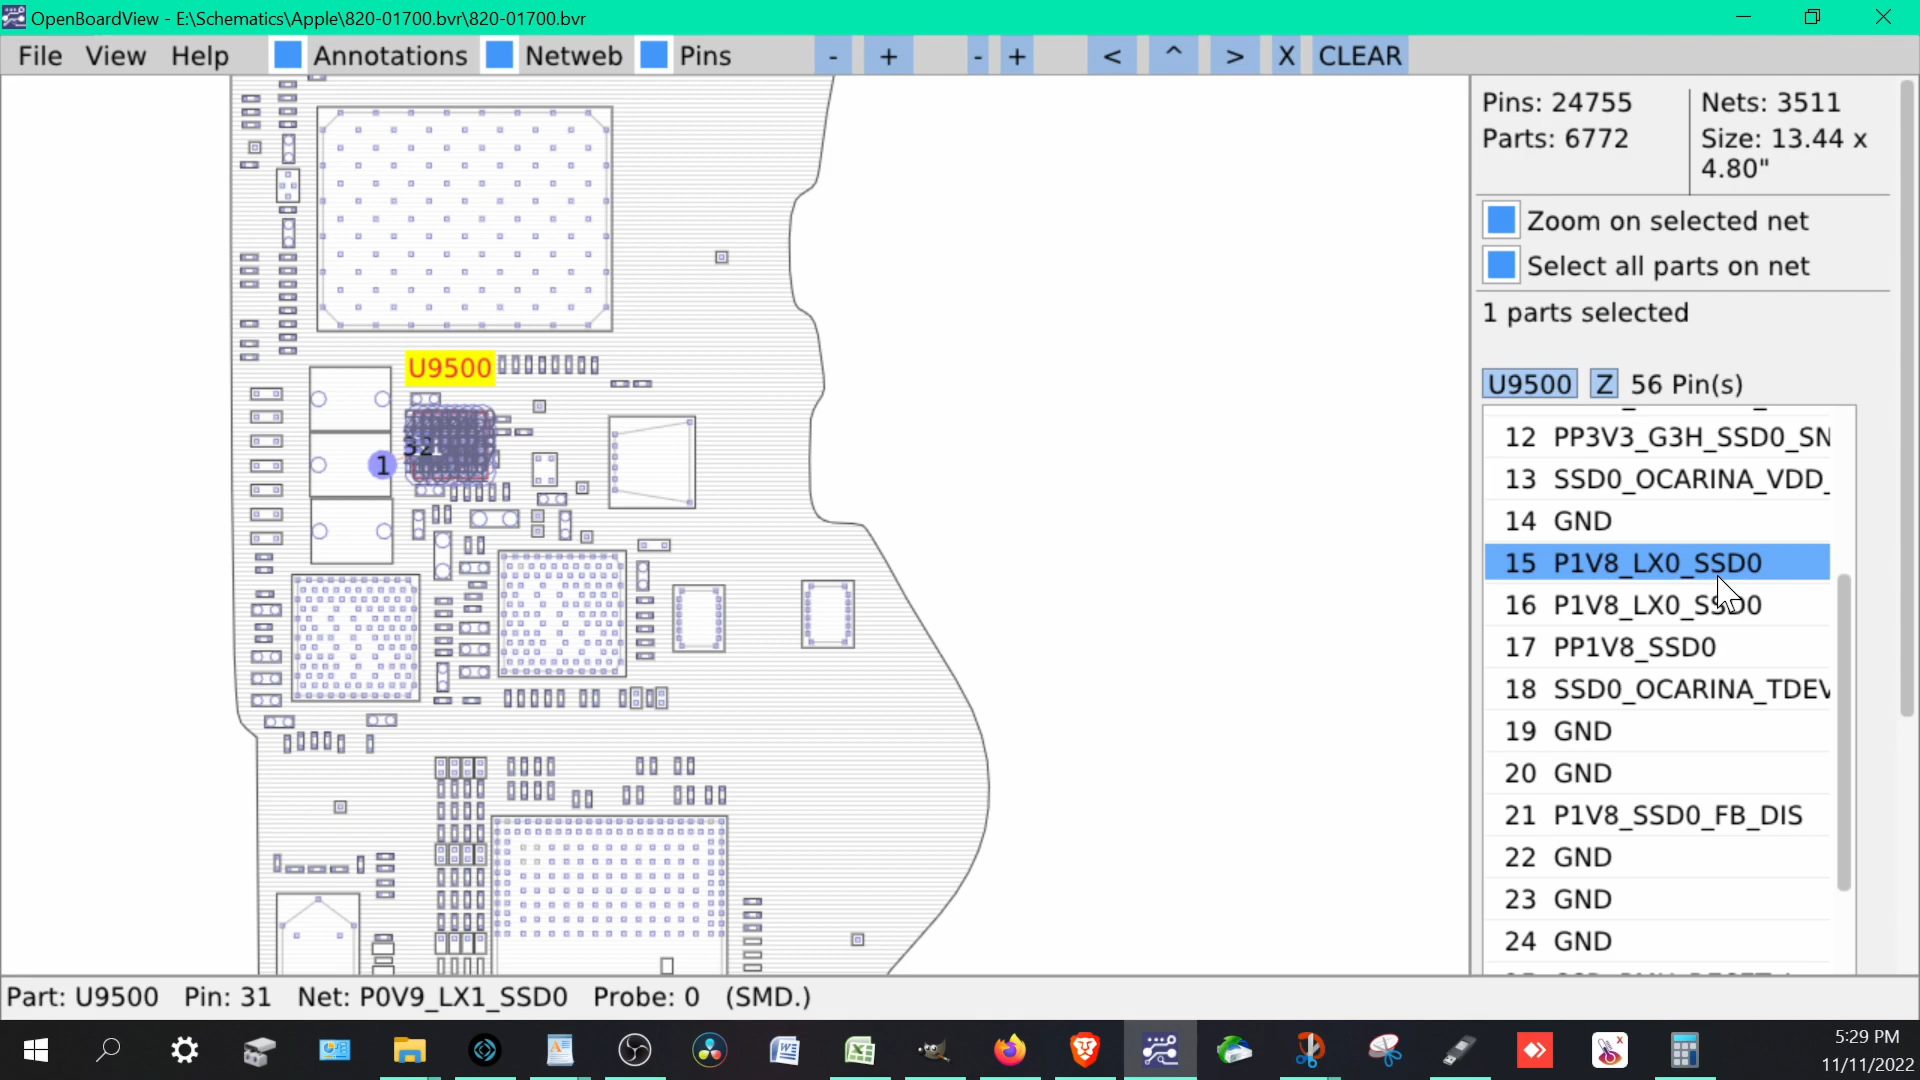 OpenBoardView - E:\Schematics\Apple\820-01700.bvr\820-01700.bvr
File View Help Annotations Netweb Pins - + - + < ^ > X CLEAR
Pins: 24755
Parts: 6772
Nets: 3511
Size: 13.44 x
4.80"
Zoom on selected net
Select all parts on net
1 parts selected
U9500 Z 56 Pin(s)
12 PP3V3_G3H_SSD0_SN
13 SSD0_OCARINA_VDD_
14 GND
15 P1V8_LX0_SSD0
16 P1V8_LX0_SSD0
17 PP1V8_SSD0
18 SSD0_OCARINA_TDEV
19 GND
20 GND
21 P1V8_SSD0_FB_DIS
22 GND
23 GND
24 GND
U9500
1
Part: U9500 Pin: 31 Net: P0V9_LX1_SSD0 Probe: 0 (SMD.)
5:29 PM
11/11/2022